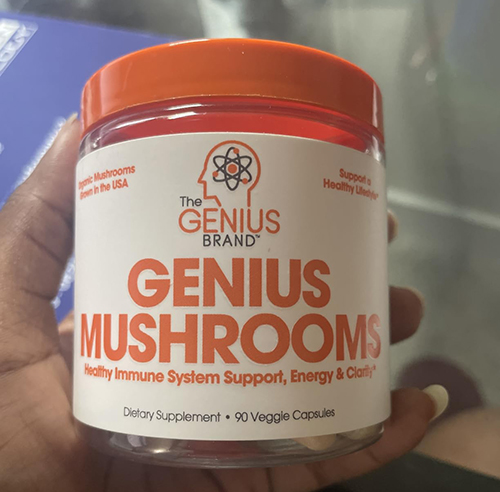 Organic Mushrooms
Grown in the USA
Support a
Healthy Lifestyle*
The
GENIUS
BRAND™
GENIUS
MUSHROOMS
Healthy Immune System Support, Energy & Clarity*
Dietary Supplement • 90 Veggie Capsules